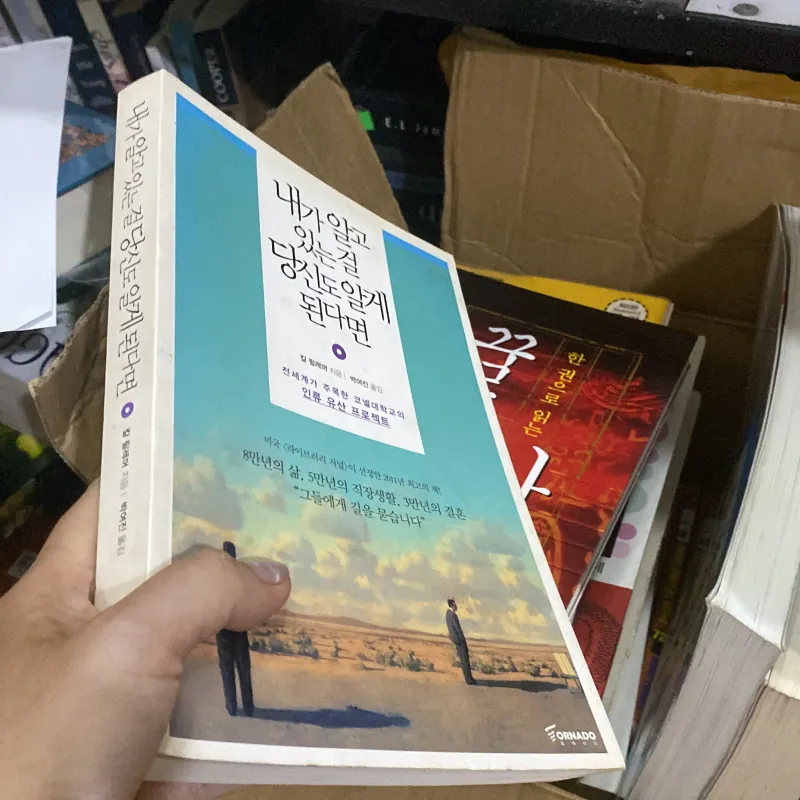 내가 알고 있는 걸 당신도 알게 된다면
칼 필레머 지음 | 박여진 옮김
내가 알고
있는 걸
당신도 알게
된다면
칼 필레머 지음 | 박여진 옮김
전세계가 주목한 코넬대학교의
인류 유산 프로젝트
미국 〈라이브러리 저널〉이 선정한 2011년 최고의 책!
8만년의 삶, 5만년의 직장생활, 3만년의 결혼
“그들에게 길을 묻습니다”
TORNADO
토네이도
한 권으로 읽는
COOVER
E.L. Jam